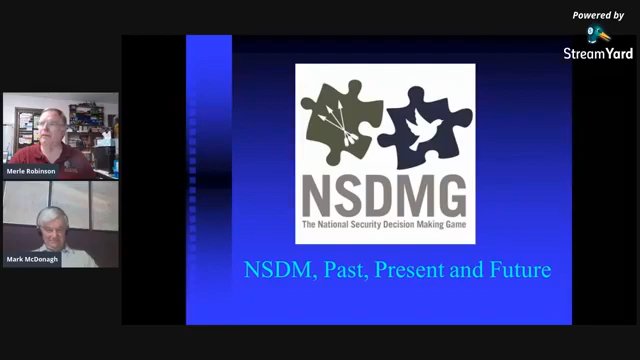 Powered by
StreamYard
NSDMG
The National Security Decision Making Game
NSDM, Past, Present and Future
Merle Robinson
Mark McDonagh